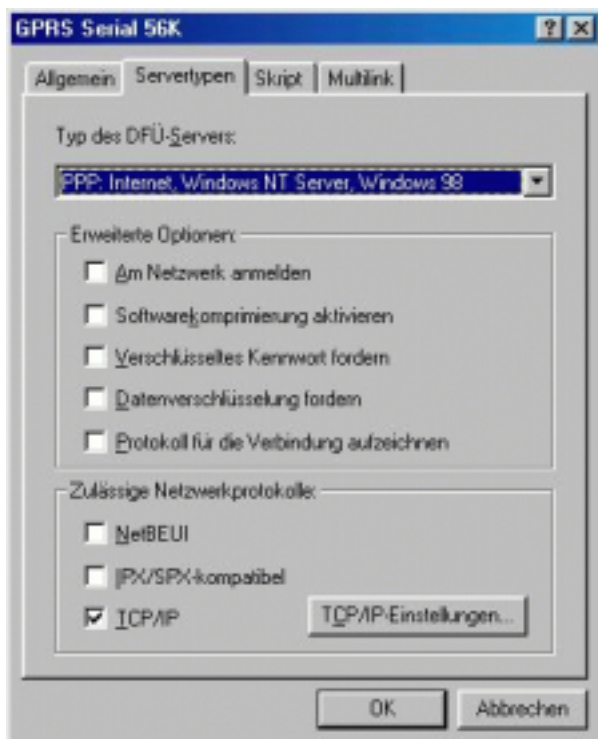 GPRS Serial 56K
Allgemein Servertypen Skript Multilink
Typ des DFÜ-Servers:
PPP: Internet, Windows NT Server, Windows 98
Erweiterte Optionen:
Am Netzwerk anmelden
Softwarekomprimierung aktivieren
Verschlüsseltes Kennwort fordern
Datenverschlüsselung fordern
Protokoll für die Verbindung aufzeichnen
Zulässige Netzwerkprotokolle:
NetBEUI
IPX/SPX-kompatibel
TCP/IP TCP/IP-Einstellungen...
OK Abbrechen